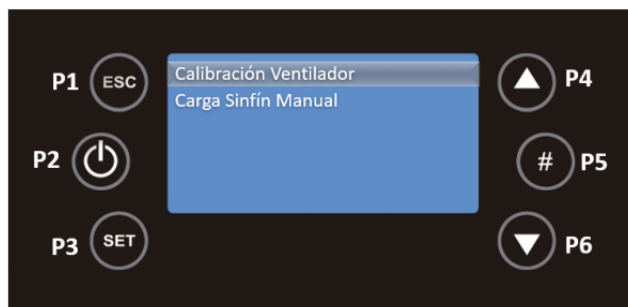 P1 ESC
Calibración Ventilador
Carga Sinfín Manual
P4
P2
# P5
P3 SET
P6